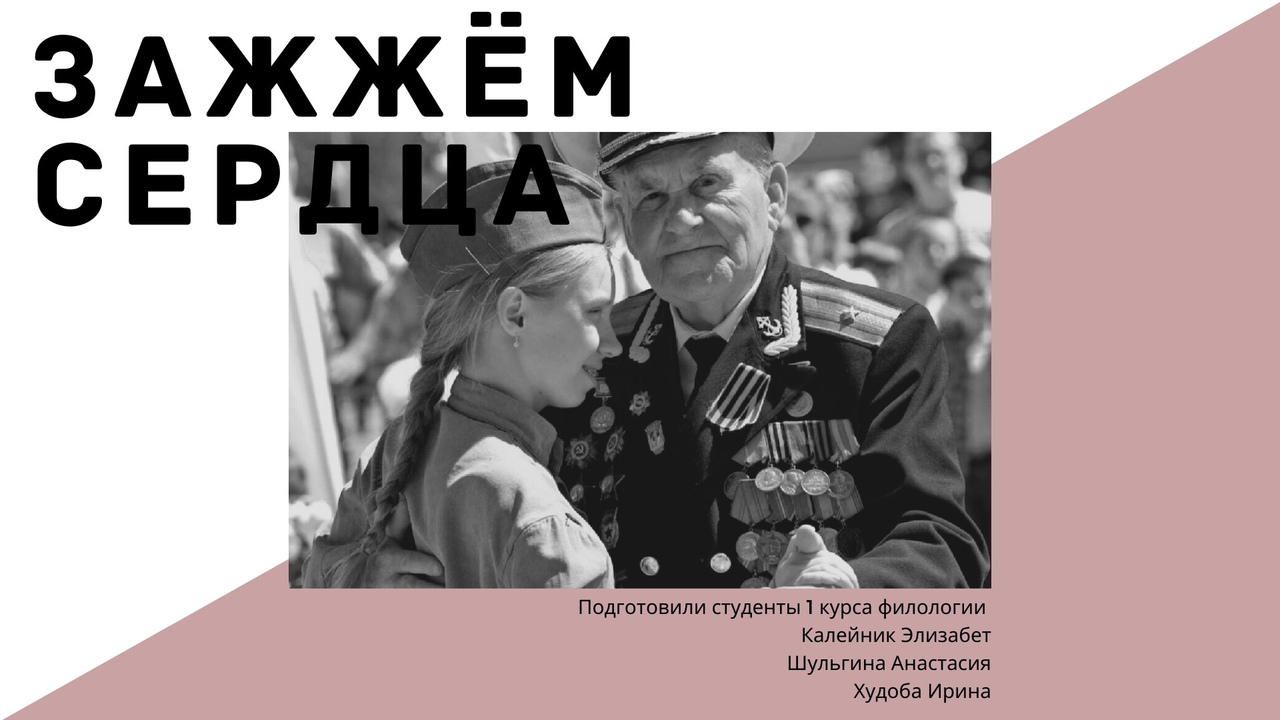 ЗАЖЖЁМ
СЕРДЦА
Подготовили студенты 1 курса филологии
Калейник Элизабет
Шульгина Анастасия
Худоба Ирина